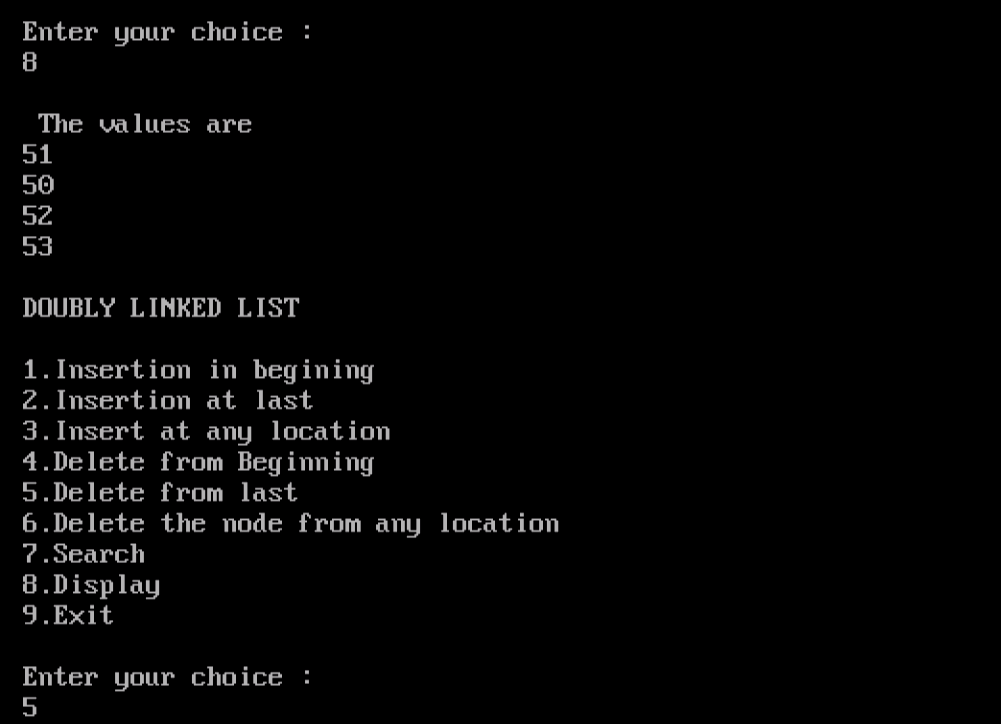 Enter your choice :
8
The values are
51
50
52
53
DOUBLY LINKED LIST
1.Insertion in begining
2.Insertion at last
3.Insert at any location
4.Delete from Beginning
5.Delete from last
6.Delete the node from any location
7.Search
8.Display
9.Exit
Enter your choice :
5